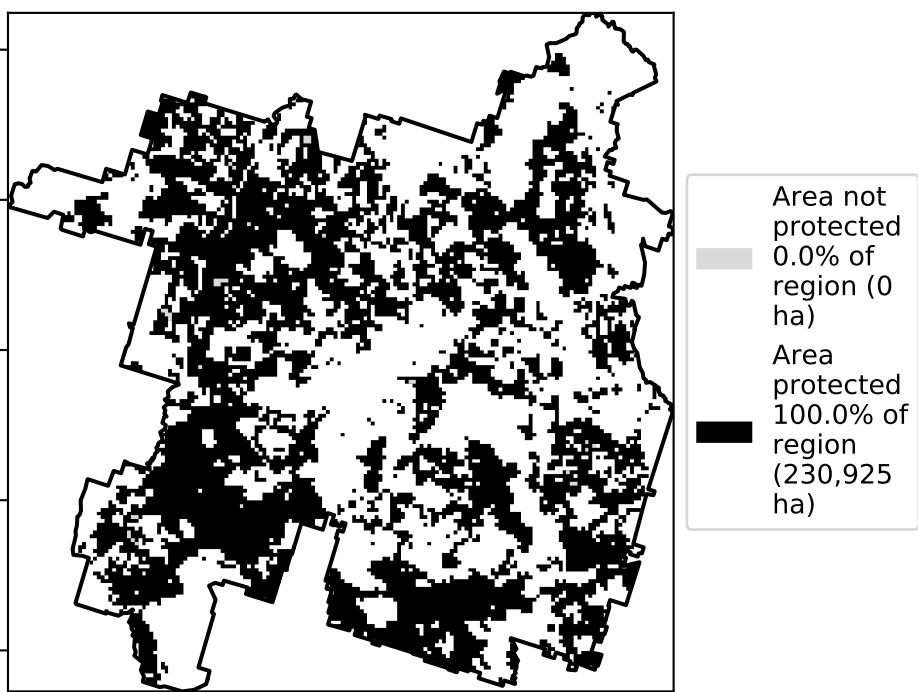 Area not
protected
0.0% of
region (0
ha)
Area
protected
100.0% of
region
(230,925
ha)